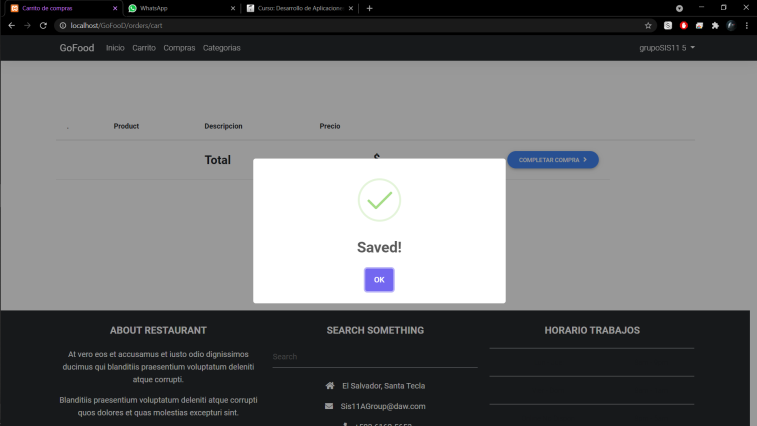 Carrito de compras
WhatsApp
Curso: Desarrollo de Aplicacione
localhost/GoFooD/orders/cart
GoFood Inicio Carrito Compras Categorias grupoSIS11 5
. Product Descripcion Precio
Total $ COMPLETAR COMPRA
Saved!
OK
ABOUT RESTAURANT
At vero eos et accusamus et iusto odio dignissimos
ducimus qui blanditiis praesentium voluptatum deleniti
atque corrupti.
Blanditiis praesentium voluptatum deleniti atque corrupti
quos dolores et quas molestias excepturi sint.
SEARCH SOMETHING
Search
El Salvador, Santa Tecla
Sis11AGroup@daw.com
HORARIO TRABAJOS